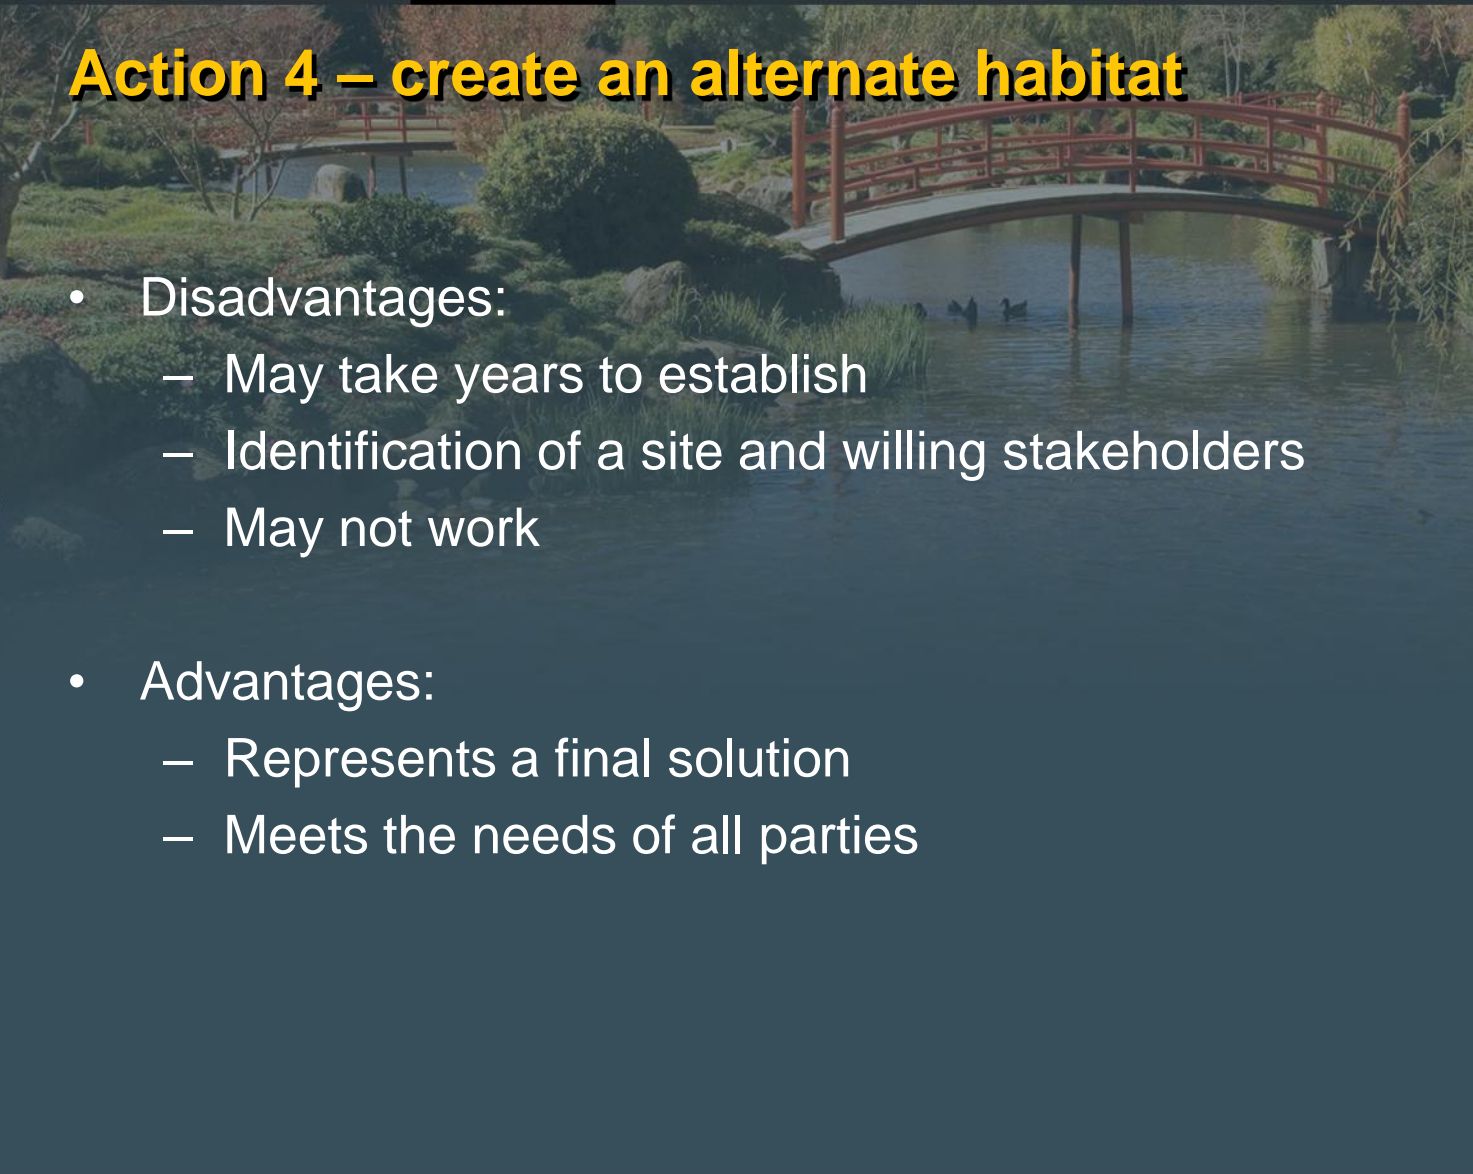 Action 4 – create an alternate habitat
• Disadvantages:
– May take years to establish
– Identification of a site and willing stakeholders
– May not work
• Advantages:
– Represents a final solution
– Meets the needs of all parties